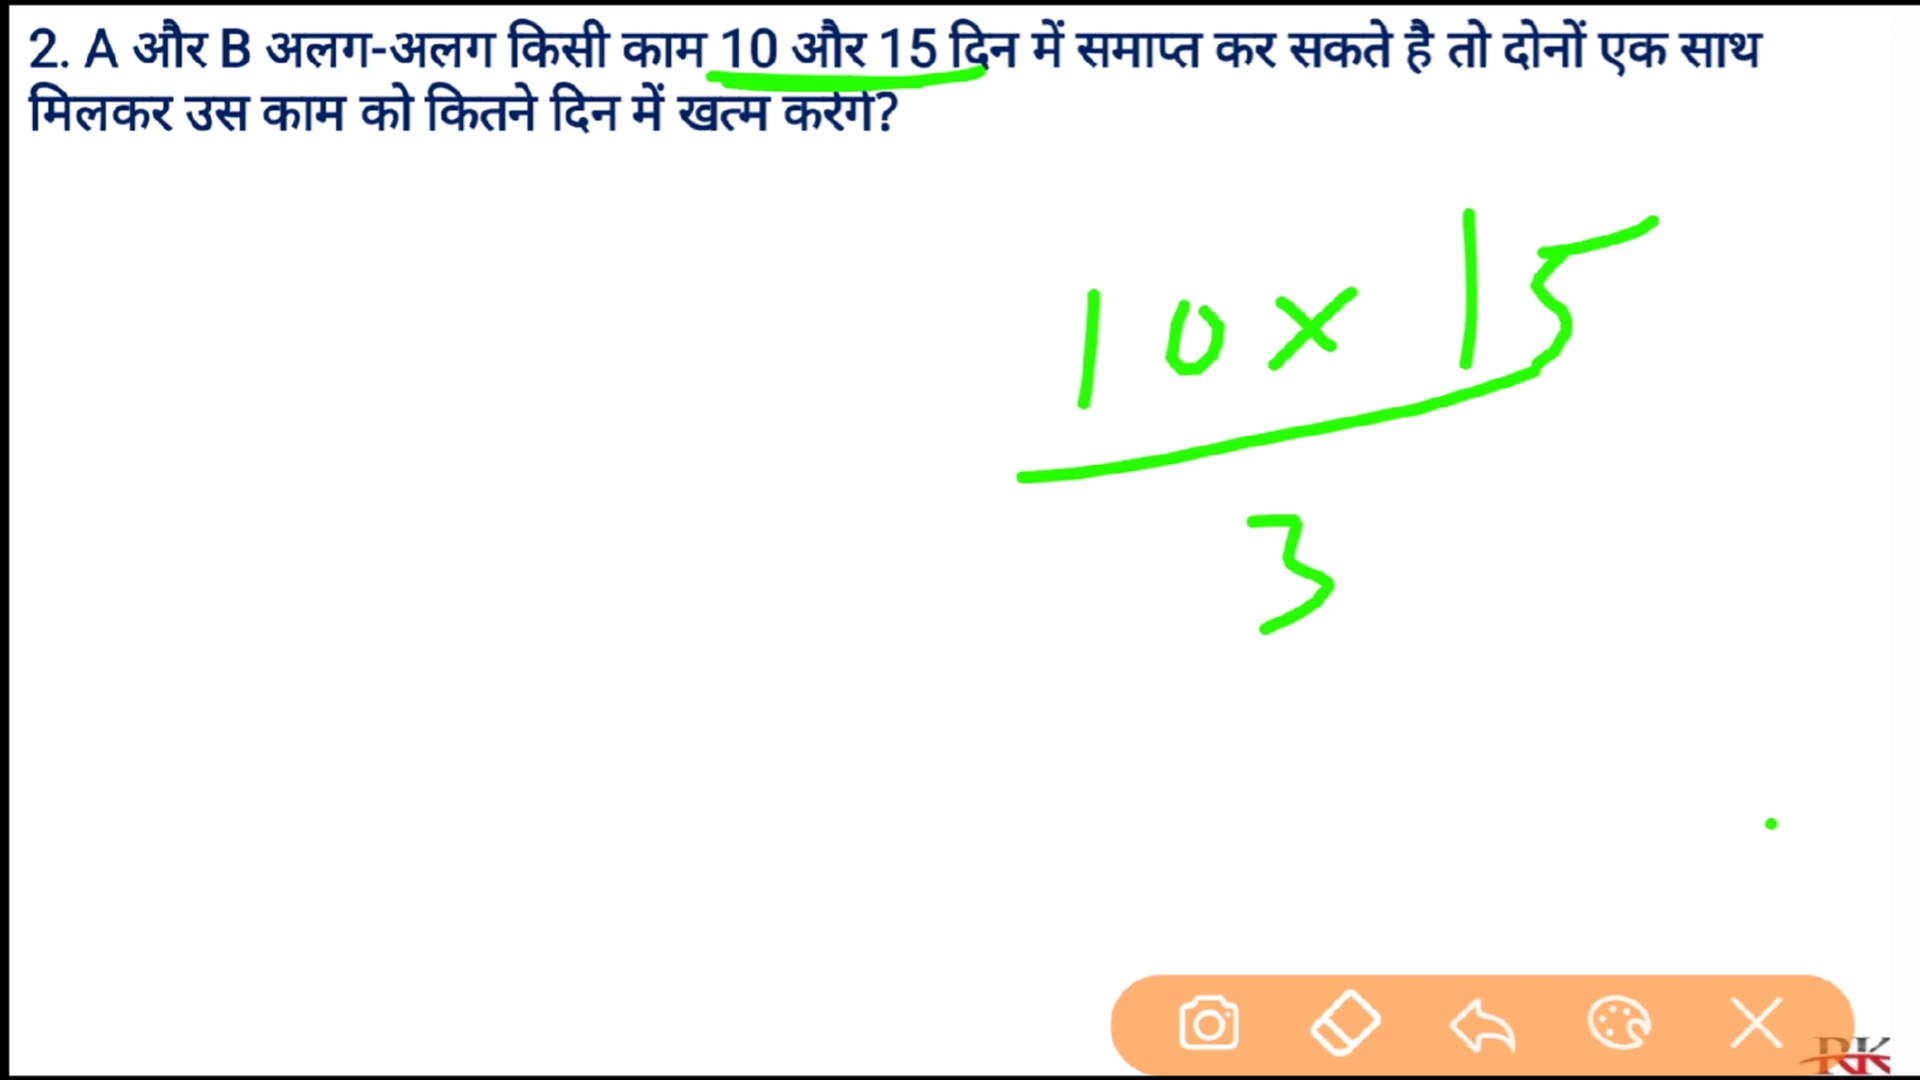 2. A और B अलग-अलग किसी काम 10 और 15 दिन में समाप्त कर सकते है तो दोनों एक साथ
मिलकर उस काम को कितने दिन में खत्म करेंगे?
10 x 15
3
RK